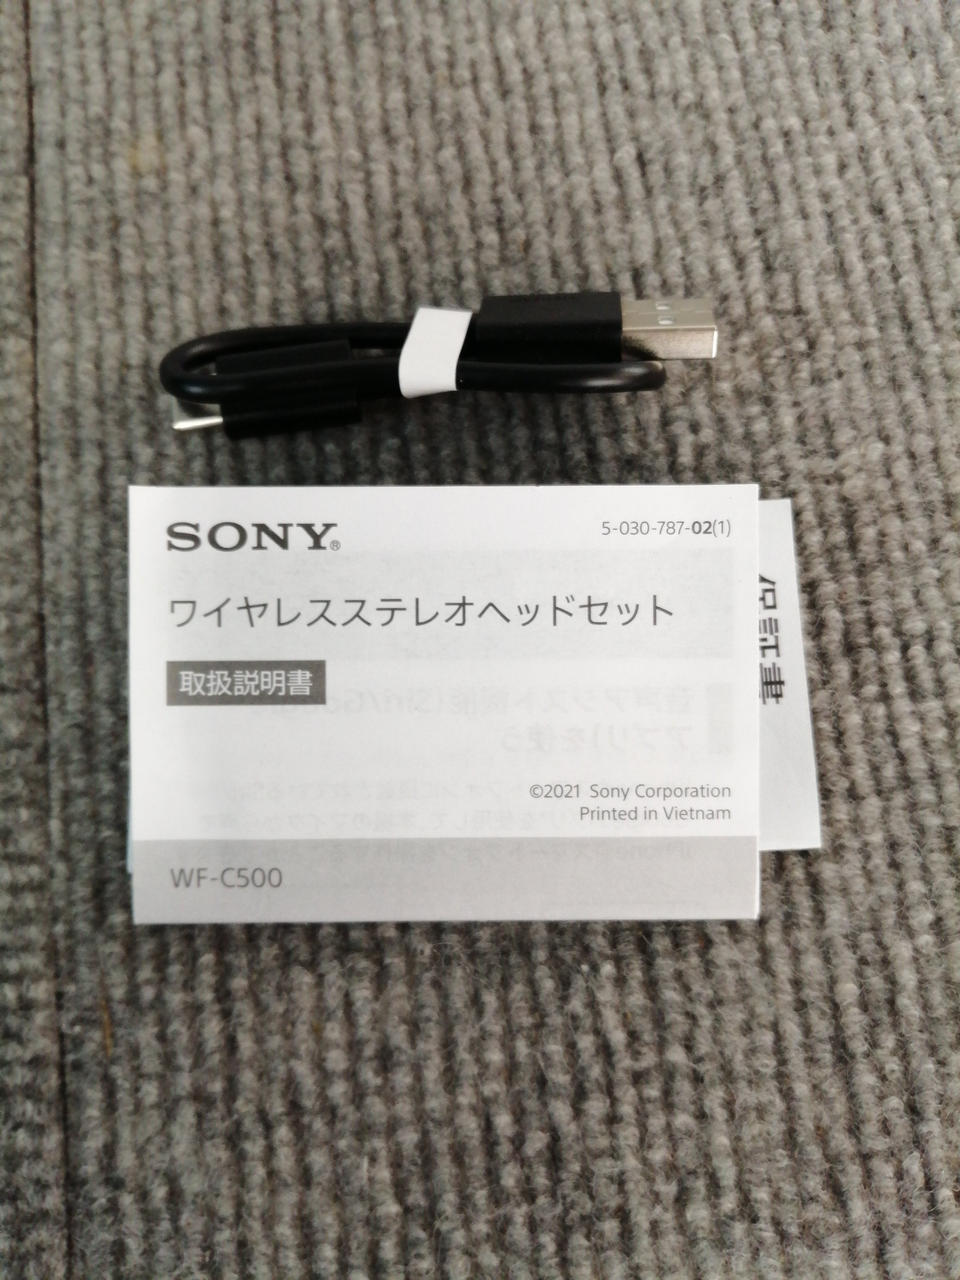 SONY®
5-030-787-02(1)
ワイヤレスステレオヘッドセット
取扱説明書
©2021 Sony Corporation
Printed in Vietnam
WF-C500
保証書